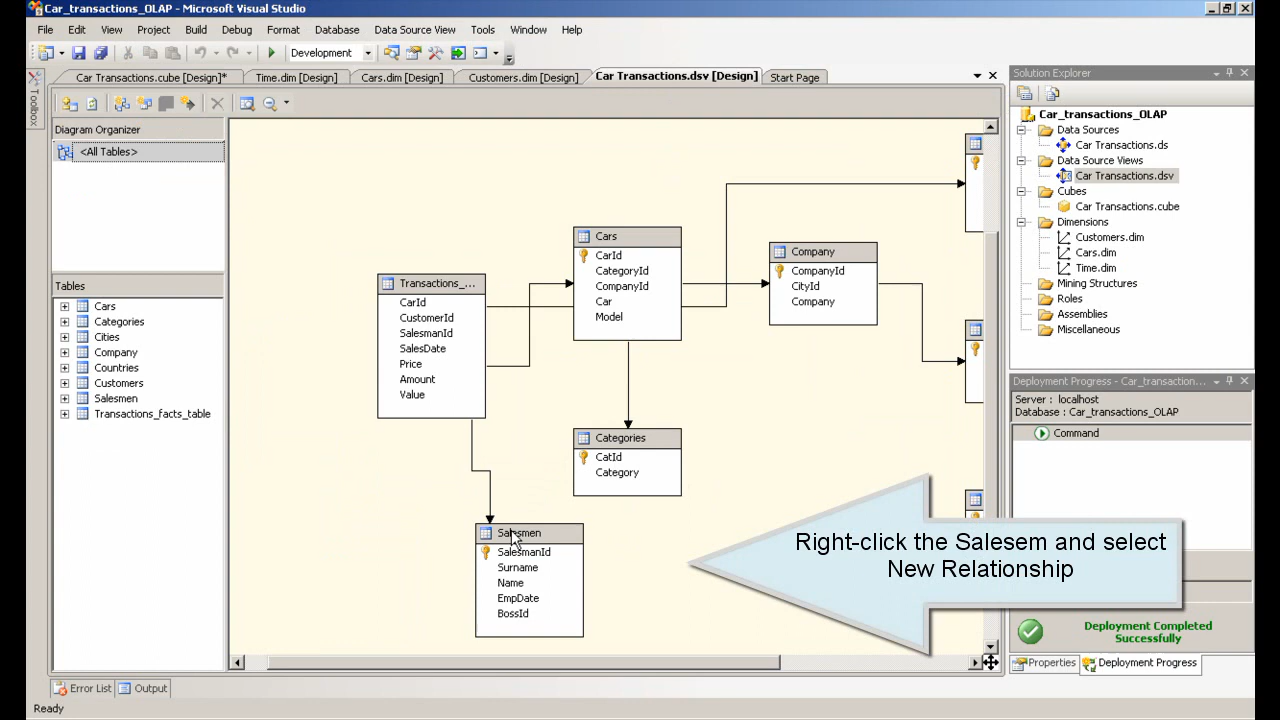 Car_transactions_OLAP - Microsoft Visual Studio
File Edit View Project Build Debug Format Database Data Source View Tools Window Help
Development
Car Transactions.cube [Design]* Time.dim [Design] Cars.dim [Design] Customers.dim [Design] Car Transactions.dsv [Design] Start Page
Toolbox
Diagram Organizer
<All Tables>
Tables
Cars
Categories
Cities
Company
Countries
Customers
Salesmen
Transactions_facts_table
Transactions_...
CarId
CustomerId
SalesmanId
SalesDate
Price
Amount
Value
Cars
CarId
CategoryId
CompanyId
Car
Model
Company
CompanyId
CityId
Company
Categories
CatId
Category
Salesmen
SalesmanId
Surname
Name
EmpDate
BossId
Right-click the Salesem and select
New Relationship
Solution Explorer
Car_transactions_OLAP
Data Sources
Car Transactions.ds
Data Source Views
Car Transactions.dsv
Cubes
Car Transactions.cube
Dimensions
Customers.dim
Cars.dim
Time.dim
Mining Structures
Roles
Assemblies
Miscellaneous
Deployment Progress - Car_transaction...
Server : localhost
Database : Car_transactions_OLAP
Command
Deployment Completed
Successfully
Properties Deployment Progress
Error List Output
Ready